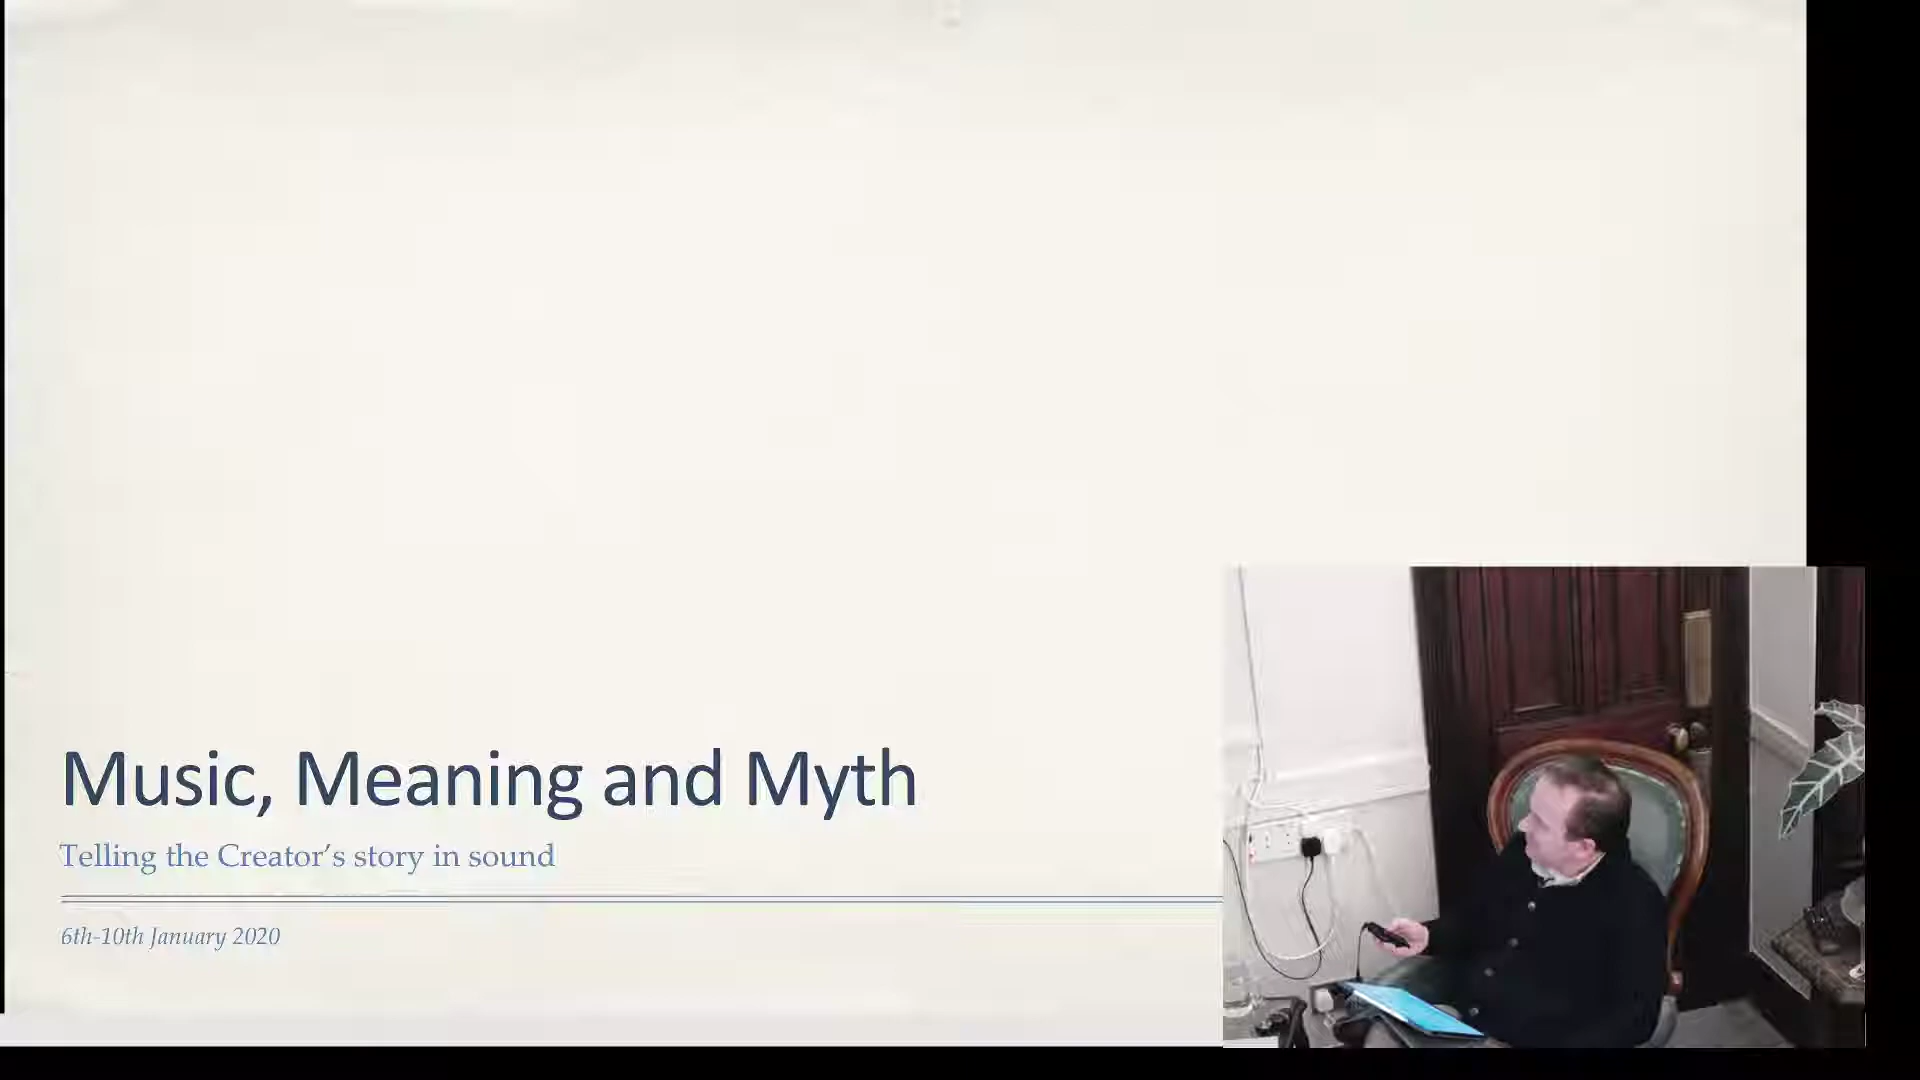 Music, Meaning and Myth
Telling the Creator’s story in sound
6th-10th January 2020